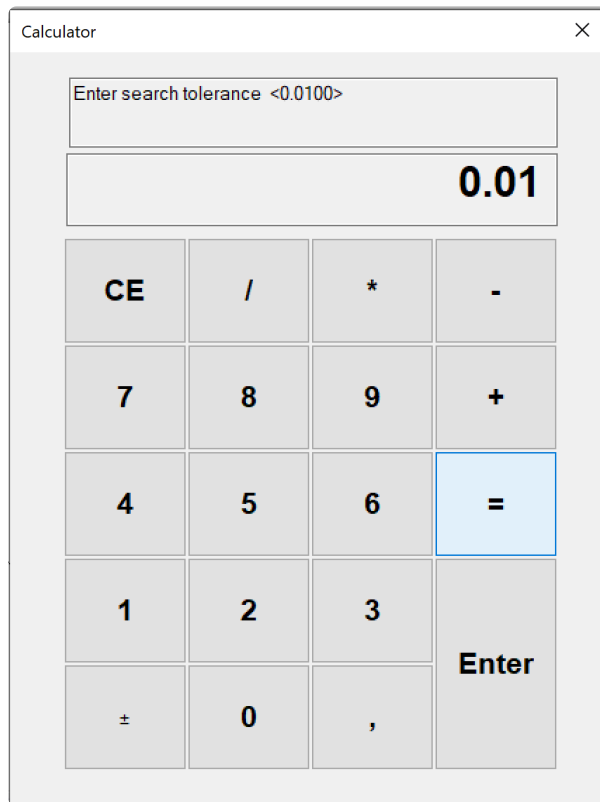 Calculator
Enter search tolerance <0.0100>
0.01
CE / * -
7 8 9 +
4 5 6 =
1 2 3
Enter
± 0 ,